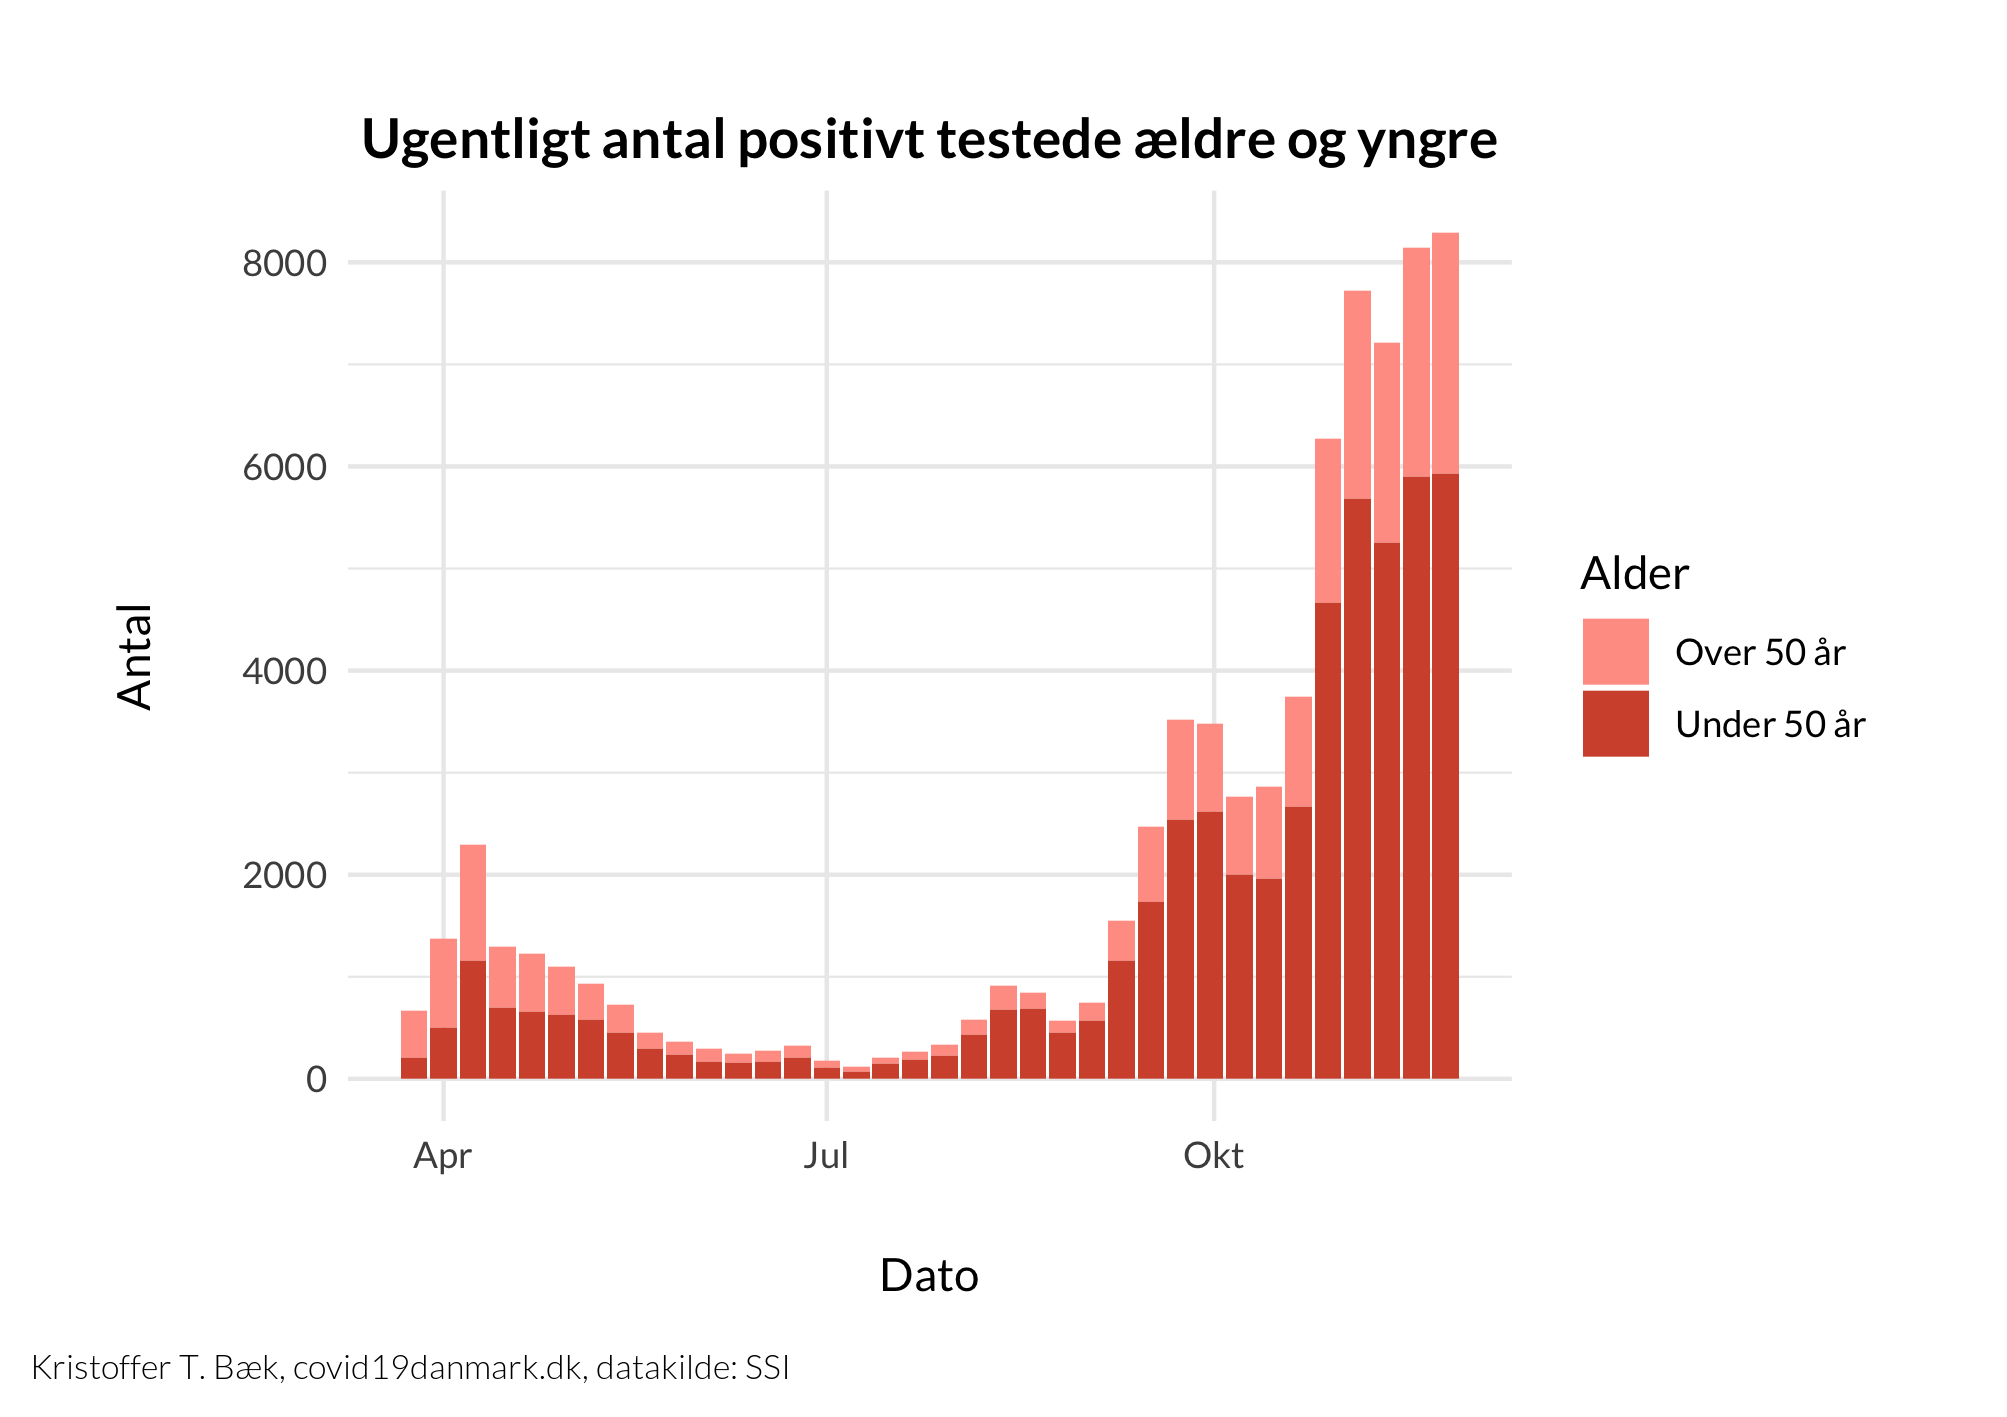 Ugentligt antal positivt testede ældre og yngre
8000
6000
4000
2000
0
Antal
Apr
Jul
Okt
Dato
Alder
Over 50 år
Under 50 år
Kristoffer T. Bæk, covid19danmark.dk, datakilde: SSI